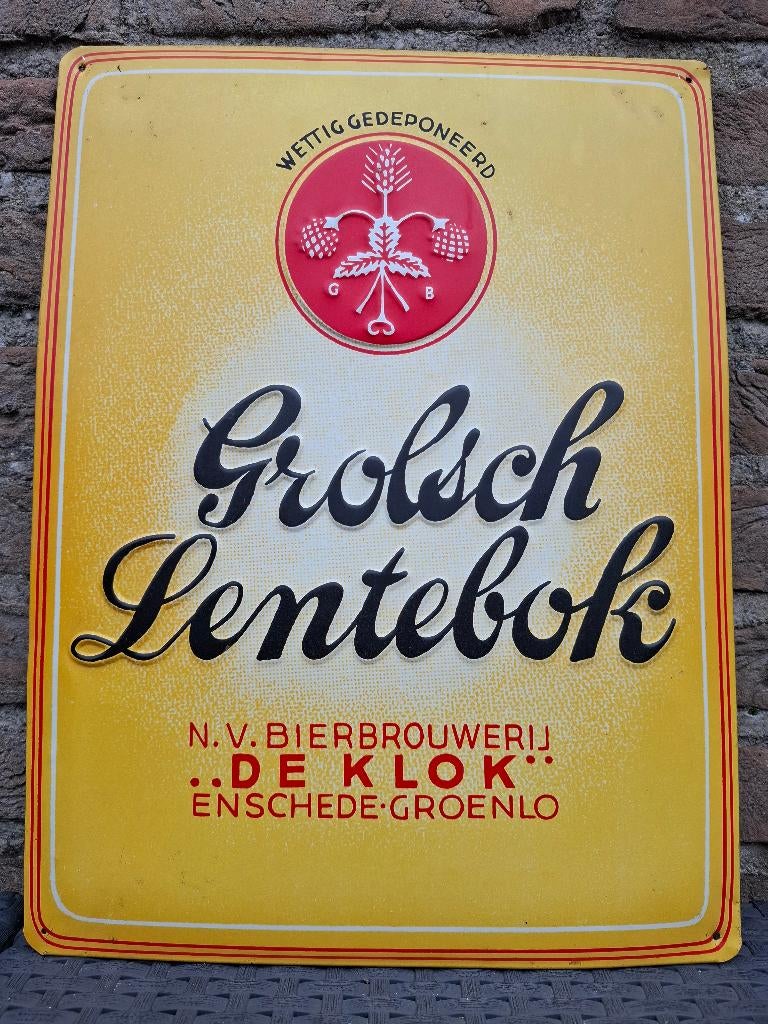 WETTIG GEDEPONEERD
G B
Grolsch
Lentebok
N.V. BIERBROUWERIJ
„DE KLOK"
ENSCHEDE·GROENLO